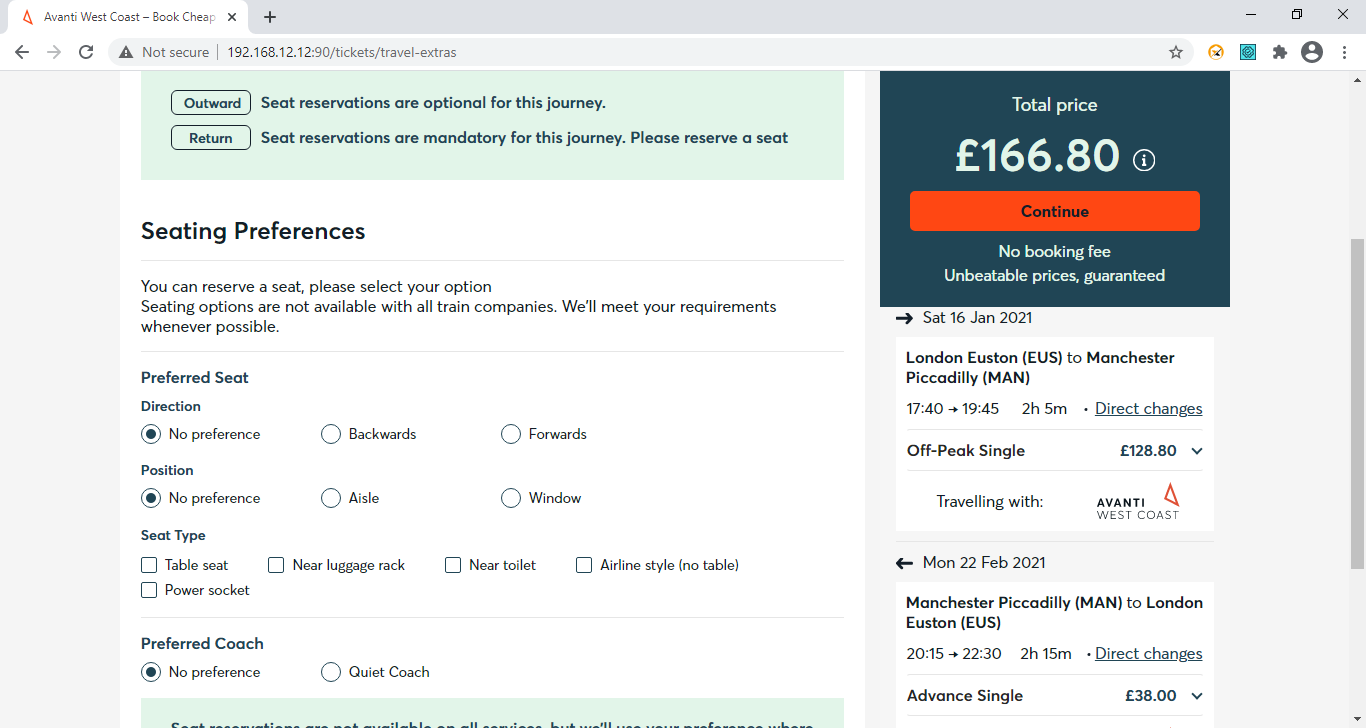 Avanti West Coast – Book Cheap
Not secure
192.168.12.12:90/tickets/travel-extras
Outward Seat reservations are optional for this journey.
Return Seat reservations are mandatory for this journey. Please reserve a seat
Seating Preferences
You can reserve a seat, please select your option
Seating options are not available with all train companies. We'll meet your requirements
whenever possible.
Preferred Seat
Direction
No preference Backwards Forwards
Position
No preference Aisle Window
Seat Type
Table seat Near luggage rack Near toilet Airline style (no table)
Power socket
Preferred Coach
No preference Quiet Coach
Seat reservations are not available on all services, but we'll use your preference where
Total price
£166.80
Continue
No booking fee
Unbeatable prices, guaranteed
Sat 16 Jan 2021
London Euston (EUS) to Manchester
Piccadilly (MAN)
17:40 → 19:45 2h 5m • Direct changes
Off-Peak Single £128.80
Travelling with: AVANTI
WEST COAST
Mon 22 Feb 2021
Manchester Piccadilly (MAN) to London
Euston (EUS)
20:15 → 22:30 2h 15m • Direct changes
Advance Single £38.00